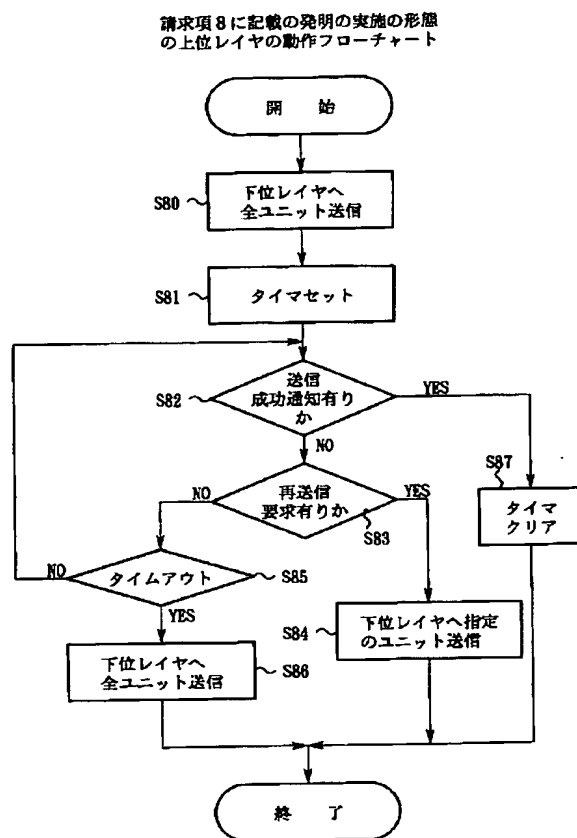 請求項8に記載の発明の実施の形態
の上位レイヤの動作フローチャート
開 始
S80
下位レイヤへ
全ユニット送信
S81
タイマセット
S82
送信
成功通知有り
か
YES
NO
S87
タイマ
クリア
NO
再送信
要求有りか
YES
S83
NO
タイムアウト
S85
YES
S84
下位レイヤへ指定
のユニット送信
下位レイヤへ
全ユニット送信
S86
終 了